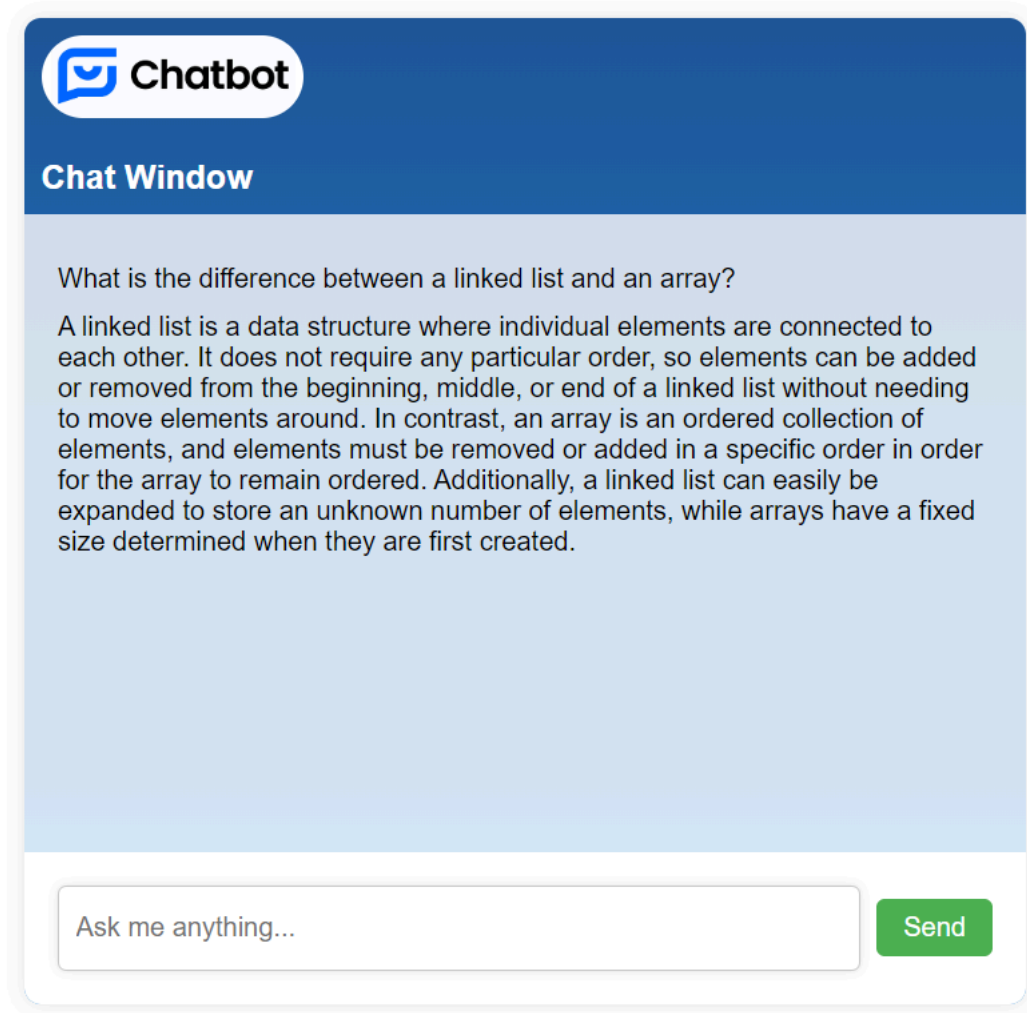 Chatbot
Chat Window
What is the difference between a linked list and an array?
A linked list is a data structure where individual elements are connected to
each other. It does not require any particular order, so elements can be added
or removed from the beginning, middle, or end of a linked list without needing
to move elements around. In contrast, an array is an ordered collection of
elements, and elements must be removed or added in a specific order in order
for the array to remain ordered. Additionally, a linked list can easily be
expanded to store an unknown number of elements, while arrays have a fixed
size determined when they are first created.
Ask me anything...
Send